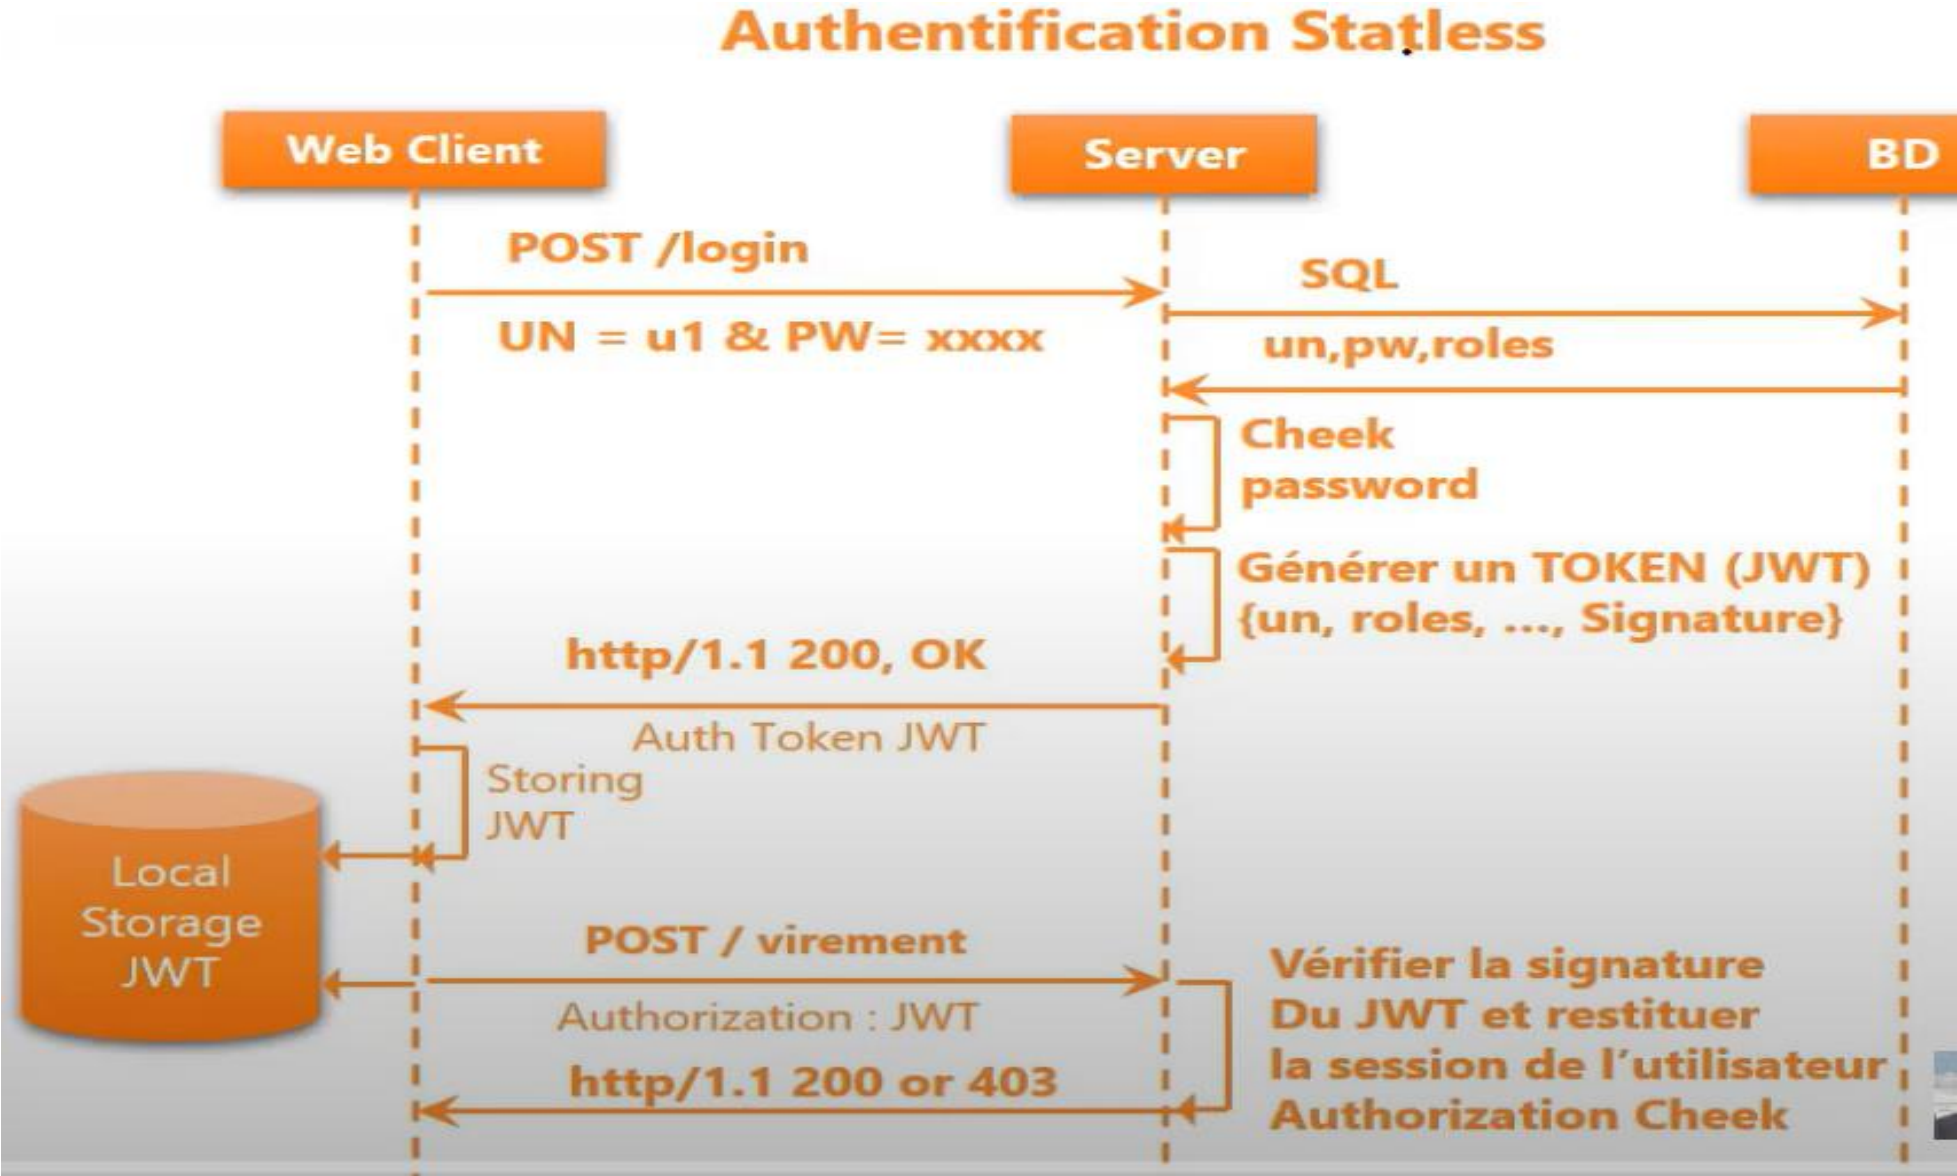 Authentification Statless
Web Client
Server
BD
POST /login
UN = u1 & PW= xxxx
SQL
un,pw,roles
Cheek
password
Générer un TOKEN (JWT)
{un, roles, ..., Signature}
http/1.1 200, OK
Auth Token JWT
Storing
JWT
Local
Storage
JWT
POST / virement
Authorization : JWT
http/1.1 200 or 403
Vérifier la signature
Du JWT et restituer
la session de l'utilisateur
Authorization Cheek